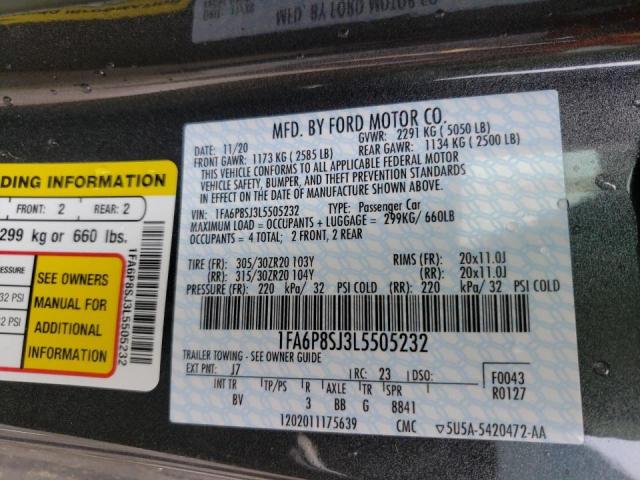 MFD. BY FORD MOTOR CO.
DATE: 11/20 GVWR: 2291 KG ( 5050 LB)
FRONT GAWR: 1173 KG ( 2585 LB) REAR GAWR: 1134 KG ( 2500 LB)
THIS VEHICLE CONFORMS TO ALL APPLICABLE FEDERAL MOTOR
VEHICLE SAFETY, BUMPER, AND THEFT PREVENTION STANDARDS
IN EFFECT ON THE DATE OF MANUFACTURE SHOWN ABOVE.
VIN: 1FA6P8SJ3L5505232 TYPE: Passenger Car
MAXIMUM LOAD = OCCUPANTS + LUGGAGE = 299KG/ 660LB
OCCUPANTS = 4 TOTAL; 2 FRONT, 2 REAR
TIRE (FR): 305/30ZR20 103Y RIMS (FR): 20x11.0J
(RR): 315/30ZR20 104Y (RR): 20x11.0J
PRESSURE (FR): 220 kPa/ 32 PSI COLD (RR): 220 kPa/ 32 PSI COLD
1FA6P8SJ3L5505232
TRAILER TOWING - SEE OWNER GUIDE
EXT PNT: J7 RC: 23 DSO:
INT TR TP/PS R AXLE TR SPR
BV 3 BB G 8841
F0043
R0127
1202011175639 CMC ▽5U5A-5420472-AA
DING INFORMATION
FRONT: 2 REAR: 2
299 kg or 660 lbs.
PRESSURE
32 PSI
32 PSI
SEE OWNERS
MANUAL FOR
ADDITIONAL
INFORMATION
1FA6P8SJ3L5505232